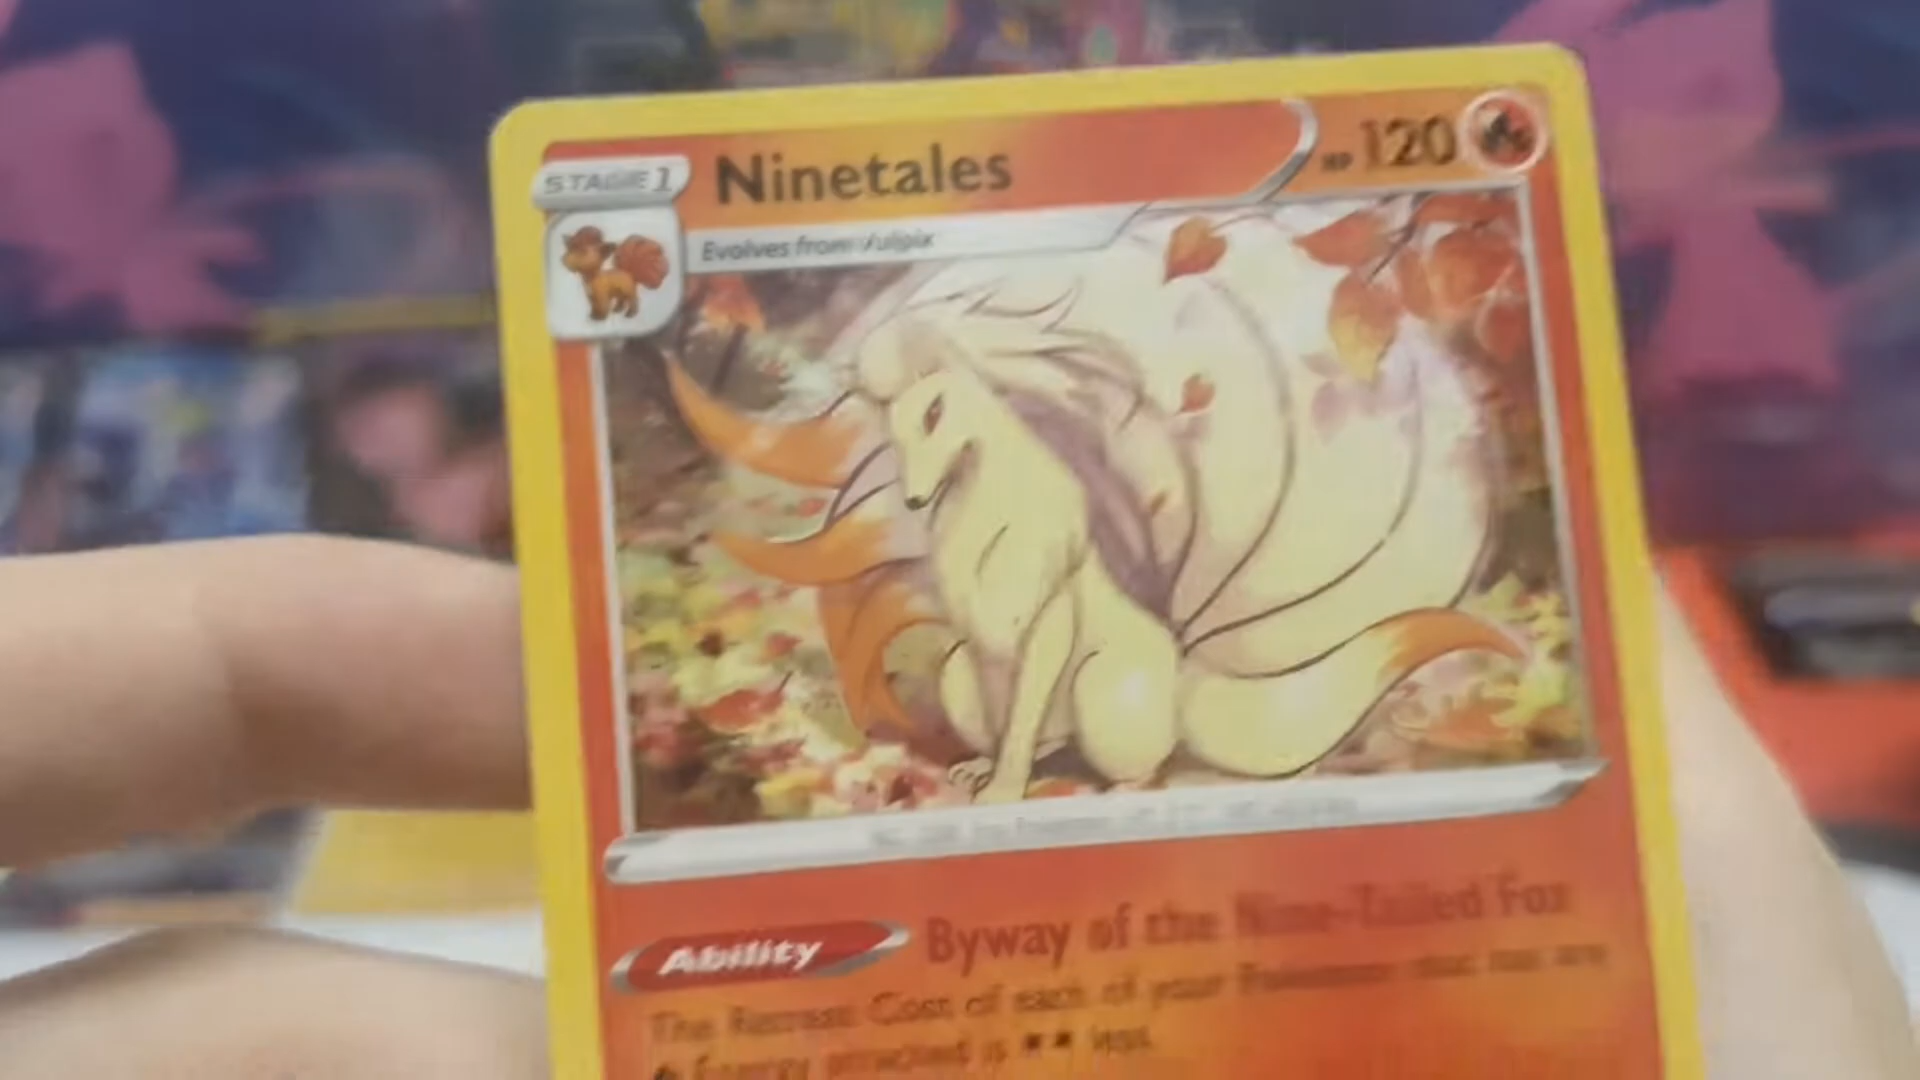 STAGE 1
Ninetales
HP 120
Evolves from Vulpix
Ability
Byway of the Nine-Tailed Fox
The Retreat Cost of each of your Pokémon that has any
Energy attached is less.